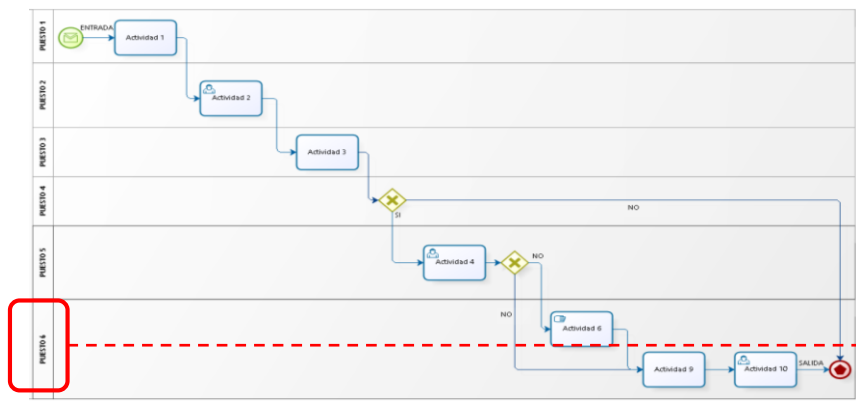 PUESTO 1
ENTRADA
Actividad 1
PUESTO 2
Actividad 2
PUESTO 3
Actividad 3
PUESTO 4
SI
NO
PUESTO 5
Actividad 4
NO
PUESTO 6
NO
Actividad 6
Actividad 9
Actividad 10
SALIDA